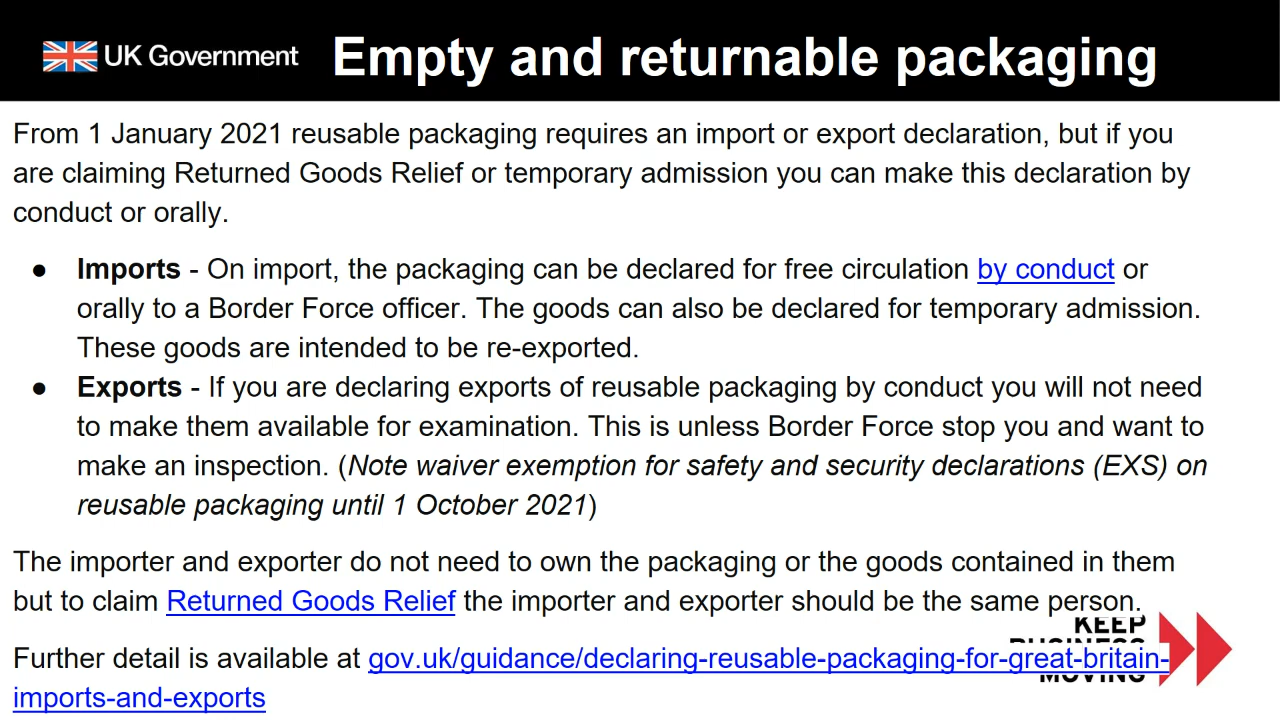 UK Government Empty and returnable packaging
From 1 January 2021 reusable packaging requires an import or export declaration, but if you
are claiming Returned Goods Relief or temporary admission you can make this declaration by
conduct or orally.
● Imports - On import, the packaging can be declared for free circulation by conduct or
orally to a Border Force officer. The goods can also be declared for temporary admission.
These goods are intended to be re-exported.
● Exports - If you are declaring exports of reusable packaging by conduct you will not need
to make them available for examination. This is unless Border Force stop you and want to
make an inspection. (Note waiver exemption for safety and security declarations (EXS) on
reusable packaging until 1 October 2021)
The importer and exporter do not need to own the packaging or the goods contained in them
but to claim Returned Goods Relief the importer and exporter should be the same person.
Further detail is available at gov.uk/guidance/declaring-reusable-packaging-for-great-britain-
imports-and-exports
KEEP
BUSINESS
MOVING